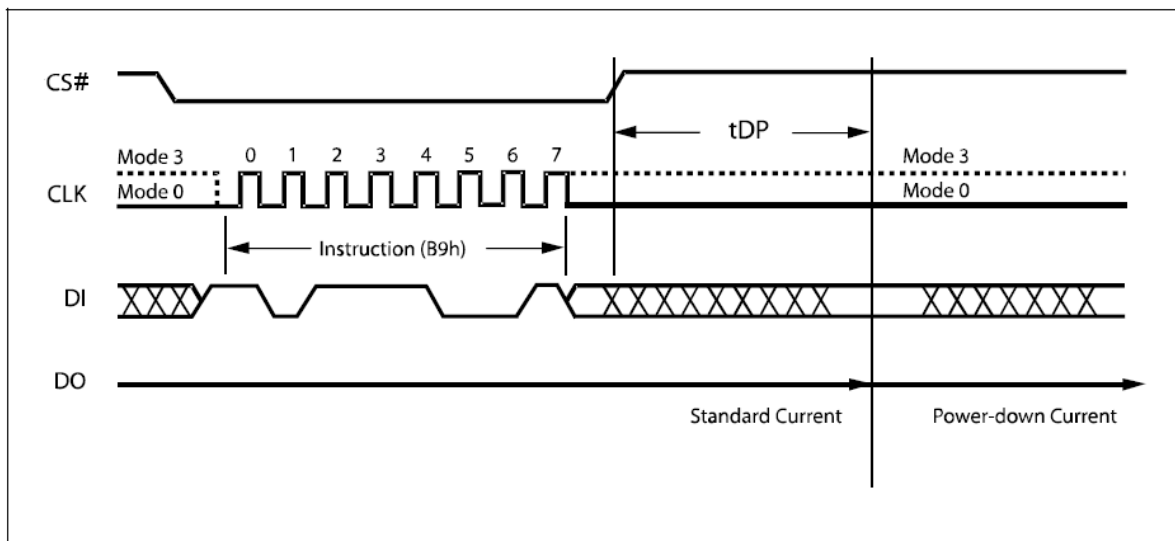 CS#
tDP
Mode 3
0 1 2 3 4 5 6 7
Mode 3
CLK
Mode 0
Mode 0
Instruction (B9h)
DI
DO
Standard Current
Power-down Current